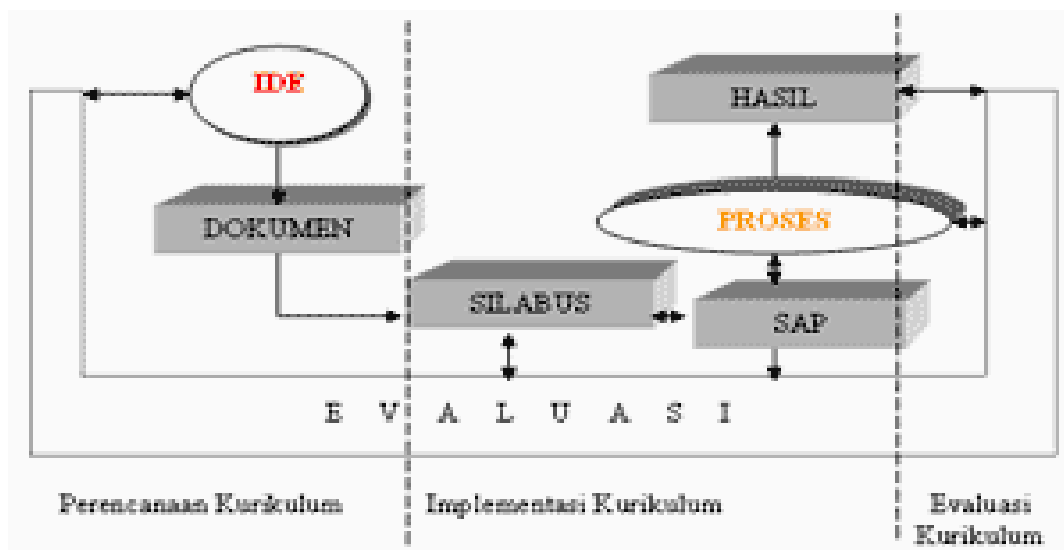 IDE
HASIL
DOKUMEN
PROSES
SILABUS
SAP
E V A L U A S I
Perencanaan Kurikulum
Implementasi Kurikulum
Evaluasi
Kurikulum